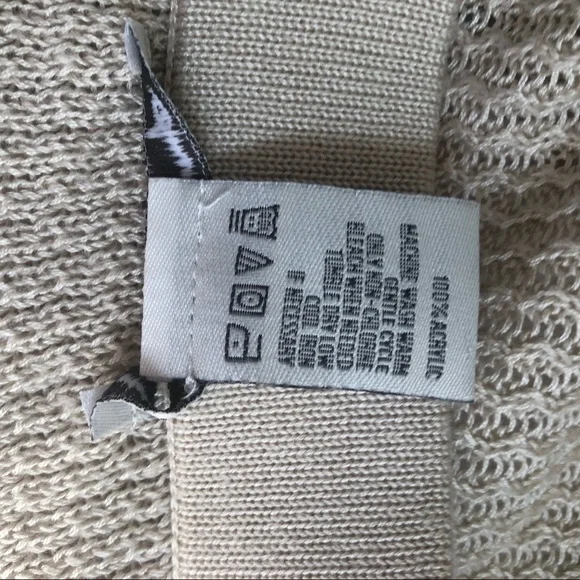 100% ACRYLIC
MACHINE WASH WARM
GENTLE CYCLE
ONLY NON-CHLORINE
BLEACH WHEN NEEDED
TUMBLE DRY LOW
COOL IRON
IF NECESSARY